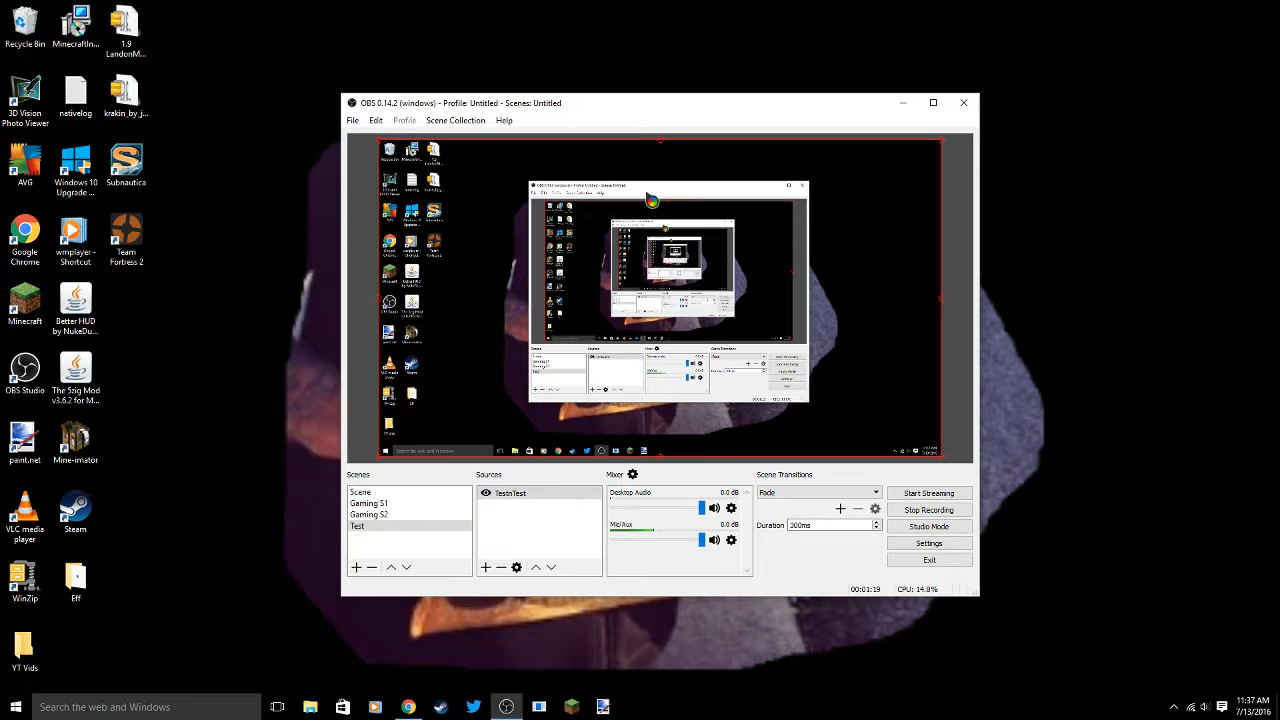 Recycle Bin
MinecraftIn...
1.9
LandonM...
3D Vision
Photo Viewer
nativelog
krakin_by_j...
AVG
Windows 10
Upgrade ...
Subnautica
Google
Chrome
wmplayer -
Shortcut
Team
Fortress 2
Minecraft
Better HUD
by NukeDu...
OBS Studio
The 5zig Mod
v3.6.2 for M...
paint.net
Mine-imator
VLC media
player
Steam
WinZip
Eff
YT Vids
OBS 0.14.2 (windows) - Profile: Untitled - Scenes: Untitled
File Edit Profile Scene Collection Help
Scenes
Scene
Gaming S1
Gaming S2
Test
Sources
TestnTest
Mixer
Desktop Audio 0.0 dB
Mic/Aux 0.0 dB
Scene Transitions
Fade
Duration 300ms
Start Streaming
Stop Recording
Studio Mode
Settings
Exit
00:01:19 CPU: 14.8%
Search the web and Windows
11:37 AM
7/13/2016